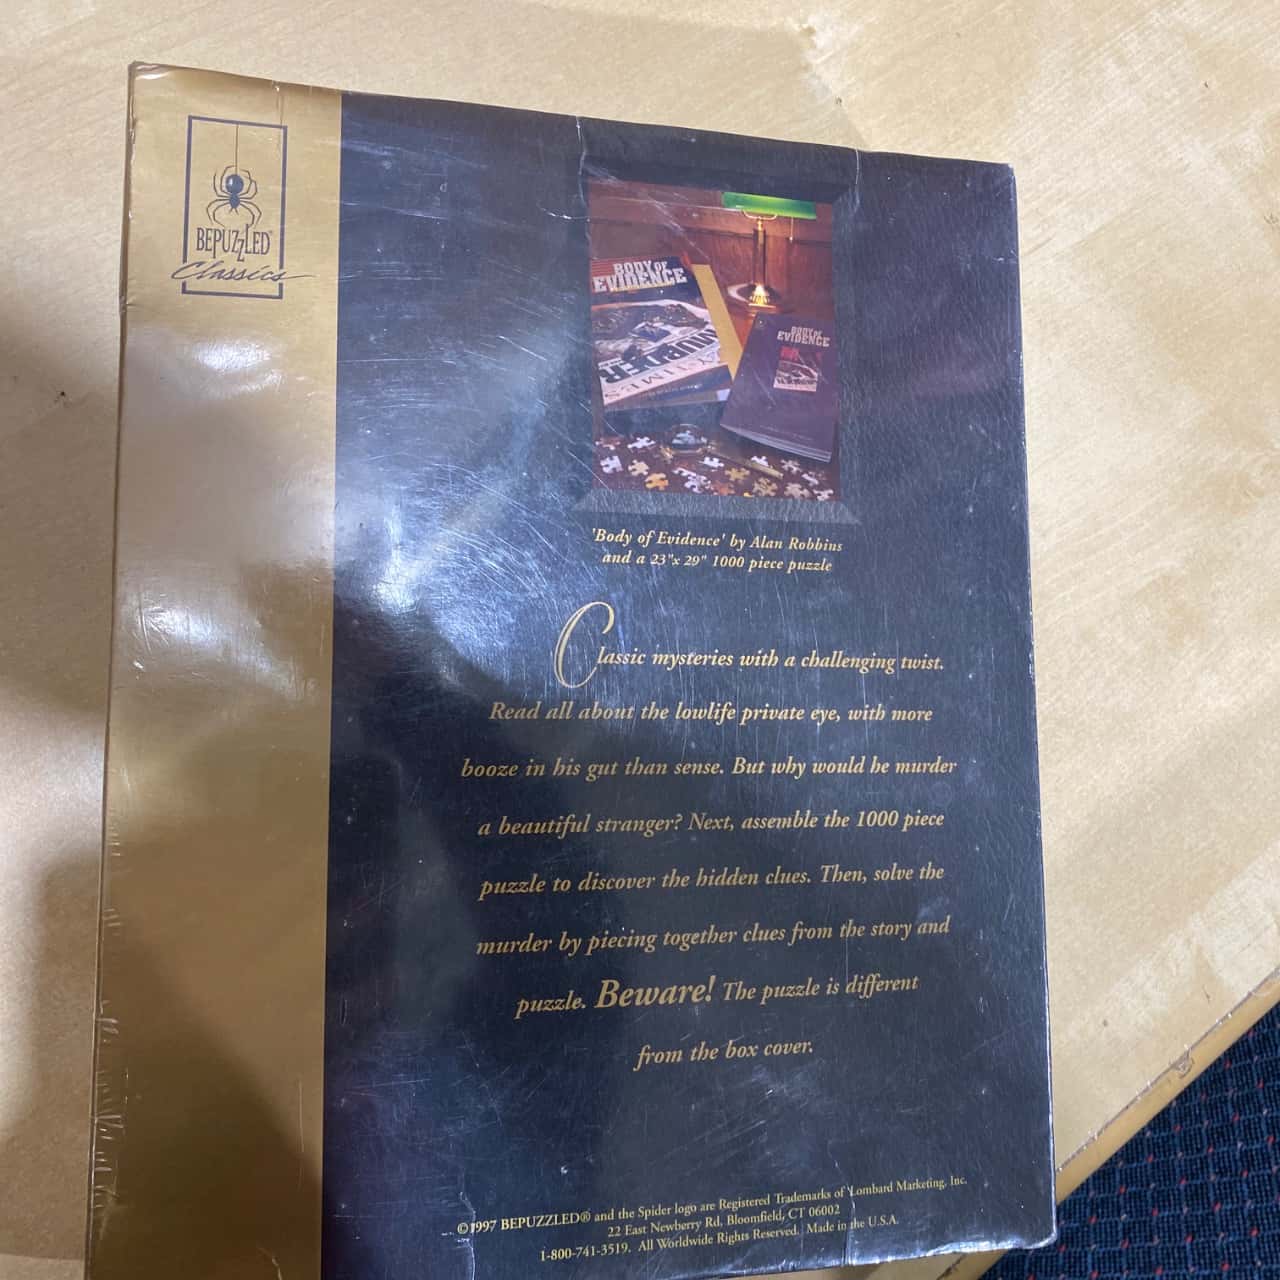 BEPUZZLED®
Classics
BODY OF
EVIDENCE
MURDER
TIMES
BODY OF
EVIDENCE
'Body of Evidence' by Alan Robbins
and a 23"x 29" 1000 piece puzzle
Classic mysteries with a challenging twist.
Read all about the lowlife private eye, with more
booze in his gut than sense. But why would he murder
a beautiful stranger? Next, assemble the 1000 piece
puzzle to discover the hidden clues. Then, solve the
murder by piecing together clues from the story and
puzzle. Beware! The puzzle is different
from the box cover.
©1997 BEPUZZLED® and the Spider logo are Registered Trademarks of Lombard Marketing, Inc.
22 East Newberry Rd, Bloomfield, CT 06002
1-800-741-3519. All Worldwide Rights Reserved. Made in the U.S.A.